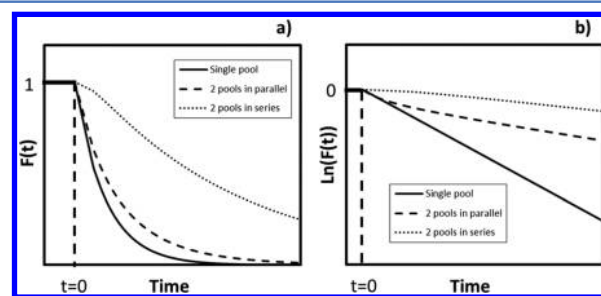 a)
1
F(t)
Single pool
2 pools in parallel
2 pools in series
t=0
Time
b)
0
Ln(F(t))
Single pool
2 pools in parallel
2 pools in series
t=0
Time